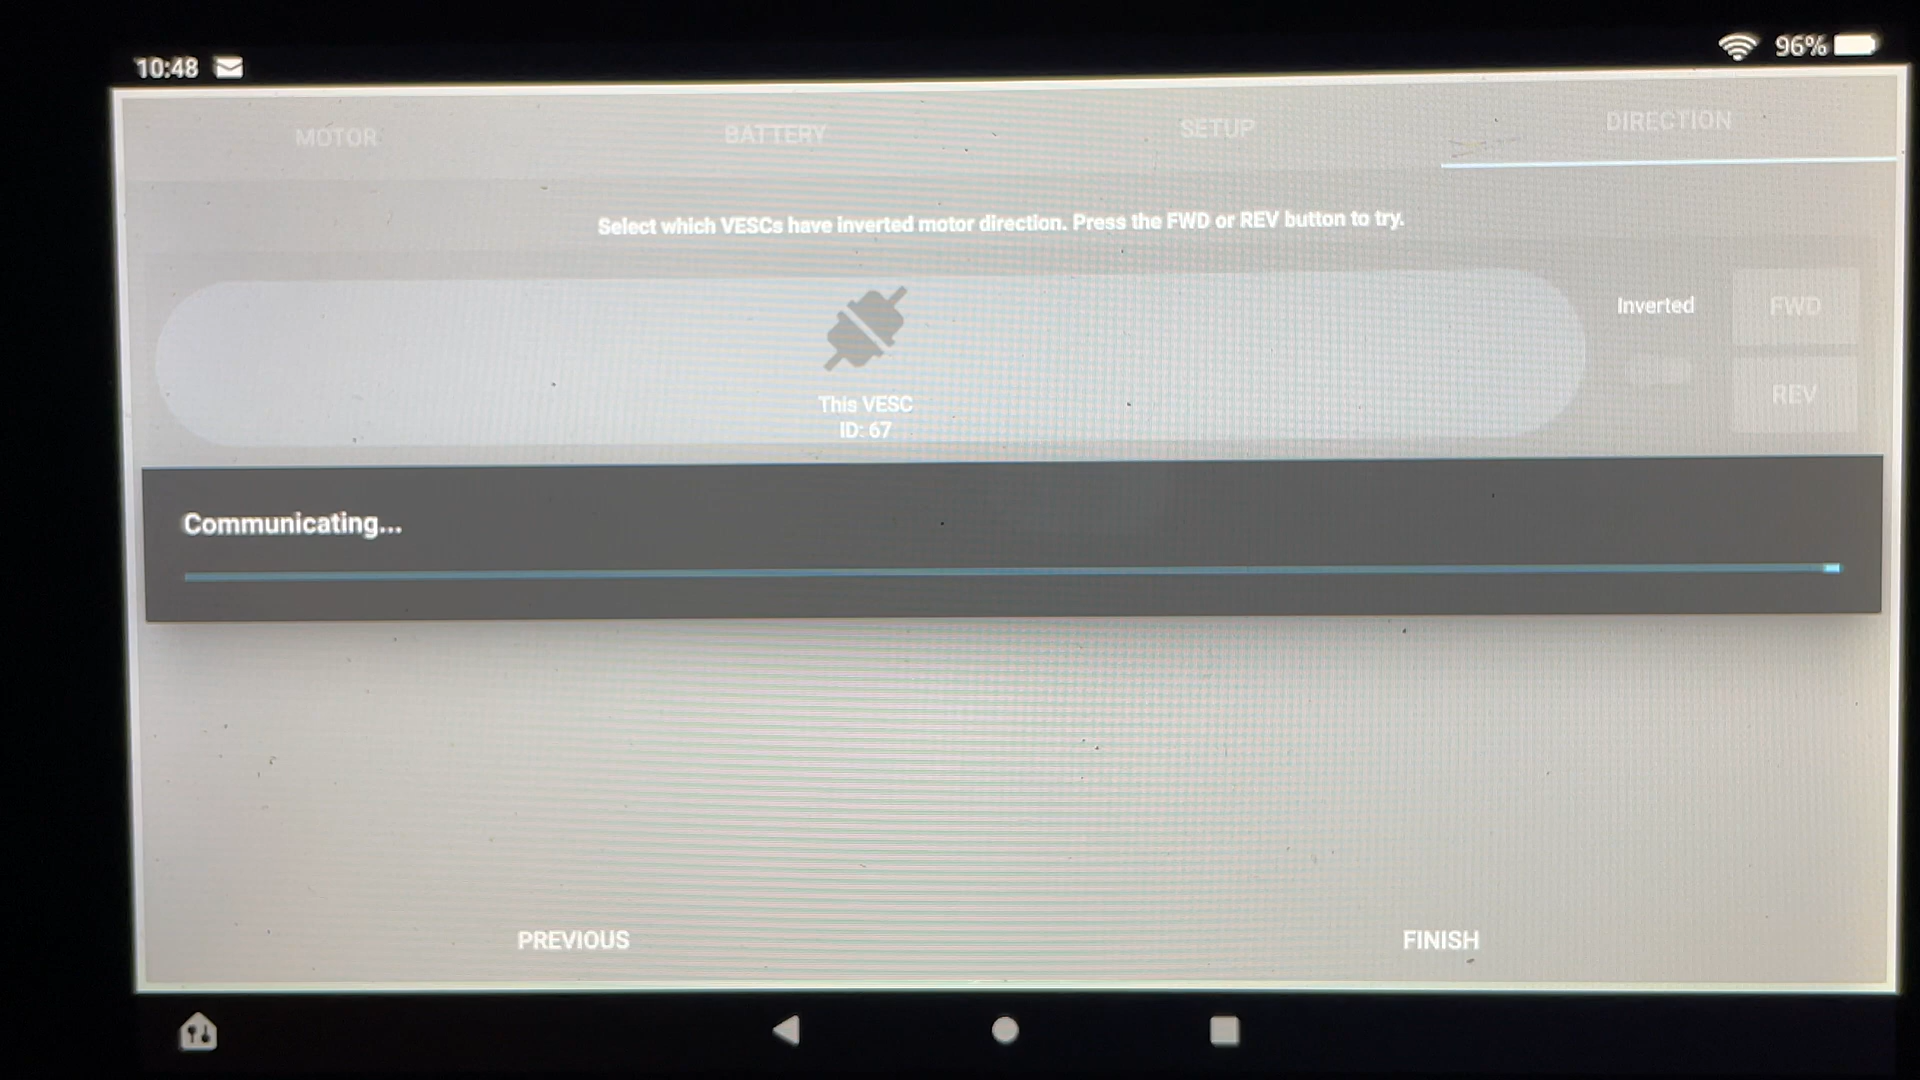 10:48
96%
MOTOR BATTERY SETUP DIRECTION
Select which VESCs have inverted motor direction. Press the FWD or REV button to try.
Inverted
FWD
REV
This VESC
ID: 67
Communicating...
PREVIOUS
FINISH